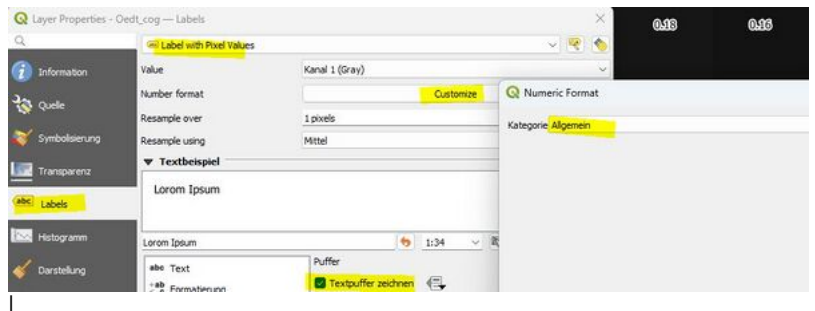 Layer Properties - Oedt_cog — Labels
0.18 0.16
Label with Pixel Values
Information
Value Kanal 1 (Gray)
Number format Customize
Numeric Format
Quelle
Resample over 1 pixels
Kategorie Allgemein
Symbolisierung
Resample using Mittel
Textbeispiel
Transparenz
Lorom Ipsum
abc Labels
Histogramm
Lorom Ipsum 1:34
abc Text
Puffer
Darstellung
Textpuffer zeichnen
Formatierung